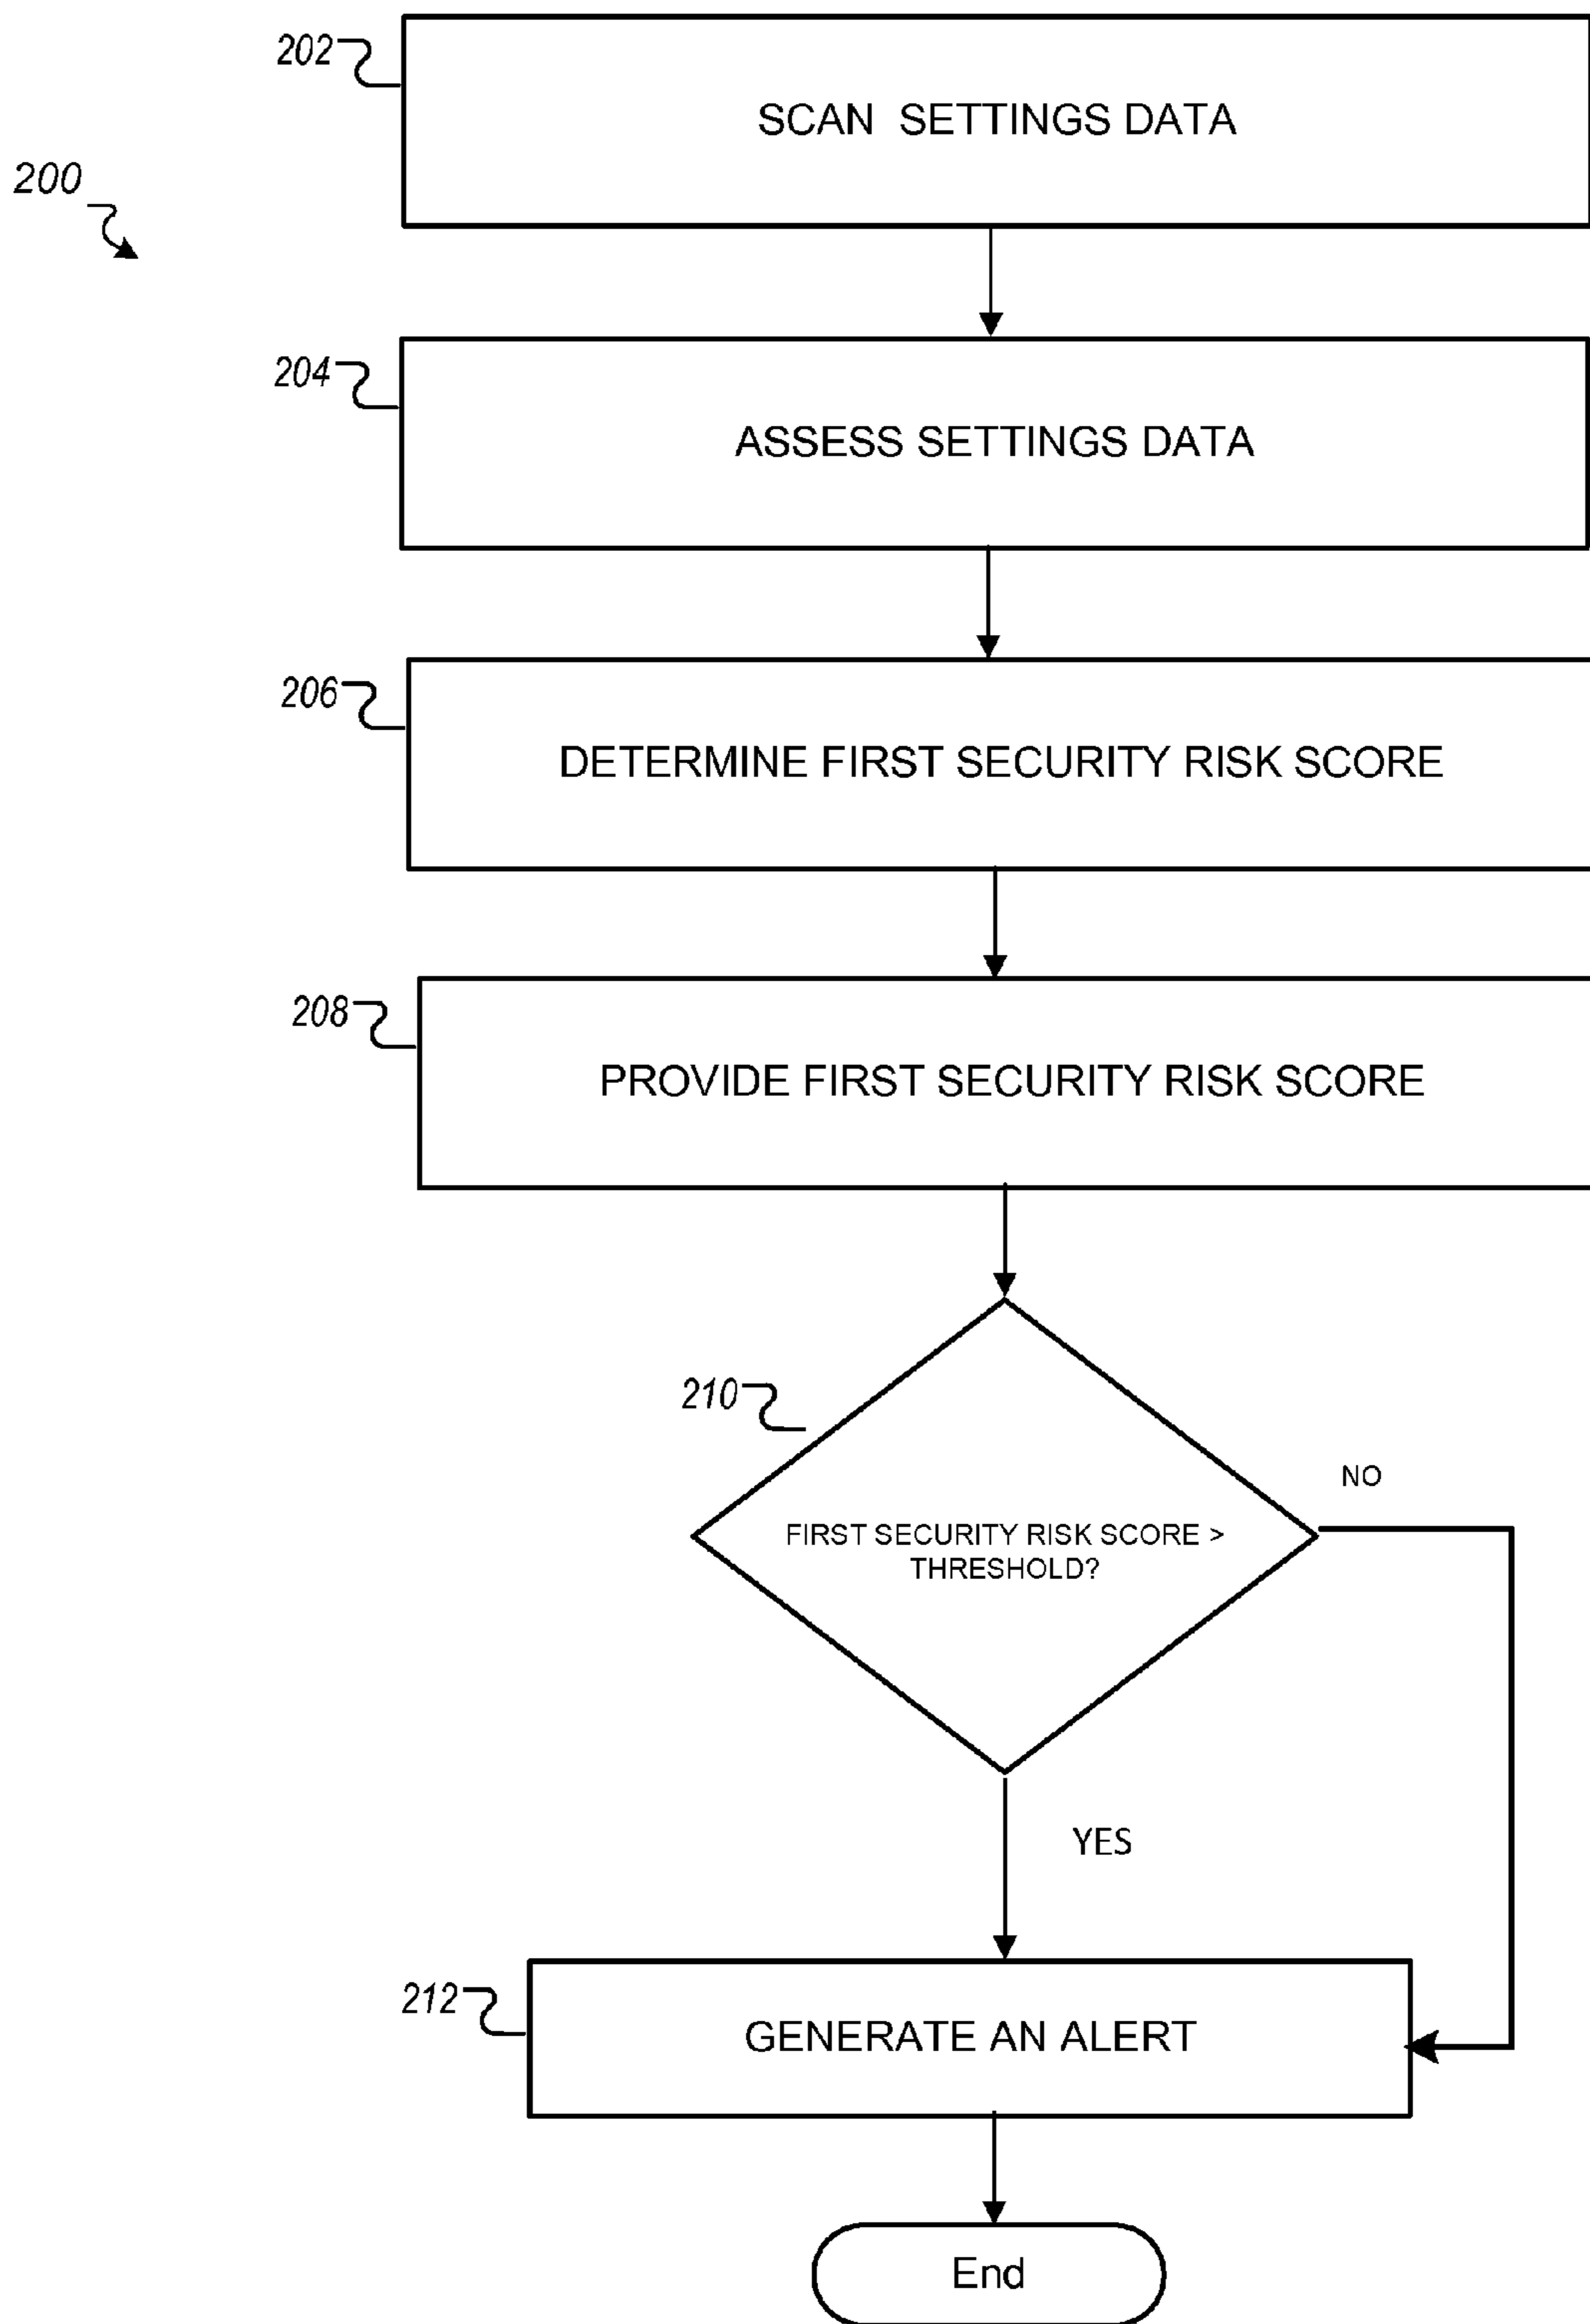 202
SCAN SETTINGS DATA
200
204
ASSESS SETTINGS DATA
206
DETERMINE FIRST SECURITY RISK SCORE
208
PROVIDE FIRST SECURITY RISK SCORE
210
NO
FIRST SECURITY RISK SCORE >
THRESHOLD?
YES
212
GENERATE AN ALERT
End